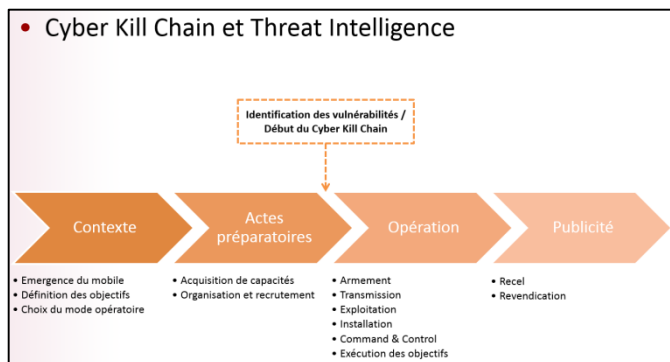 • Cyber Kill Chain et Threat Intelligence
Identification des vulnérabilités /
Début du Cyber Kill Chain
Contexte
Actes
préparatoires
Opération
Publicité
• Emergence du mobile
• Définition des objectifs
• Choix du mode opératoire
• Acquisition de capacités
• Organisation et recrutement
• Armement
• Transmission
• Exploitation
• Installation
• Command & Control
• Exécution des objectifs
• Recel
• Revendication